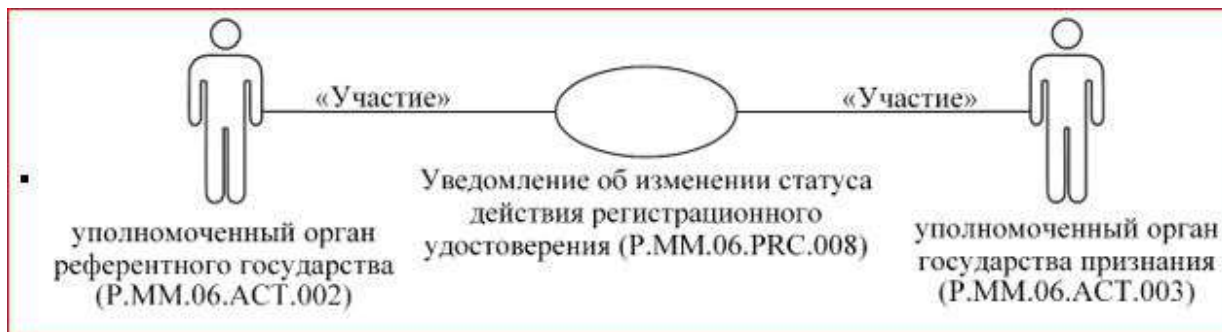 «Участие»
«Участие»
уполномоченный орган
референтного государства
(P.MM.06.ACT.002)
Уведомление об изменении статуса
действия регистрационного
удостоверения (P.MM.06.PRC.008)
уполномоченный орган
государства признания
(P.MM.06.ACT.003)